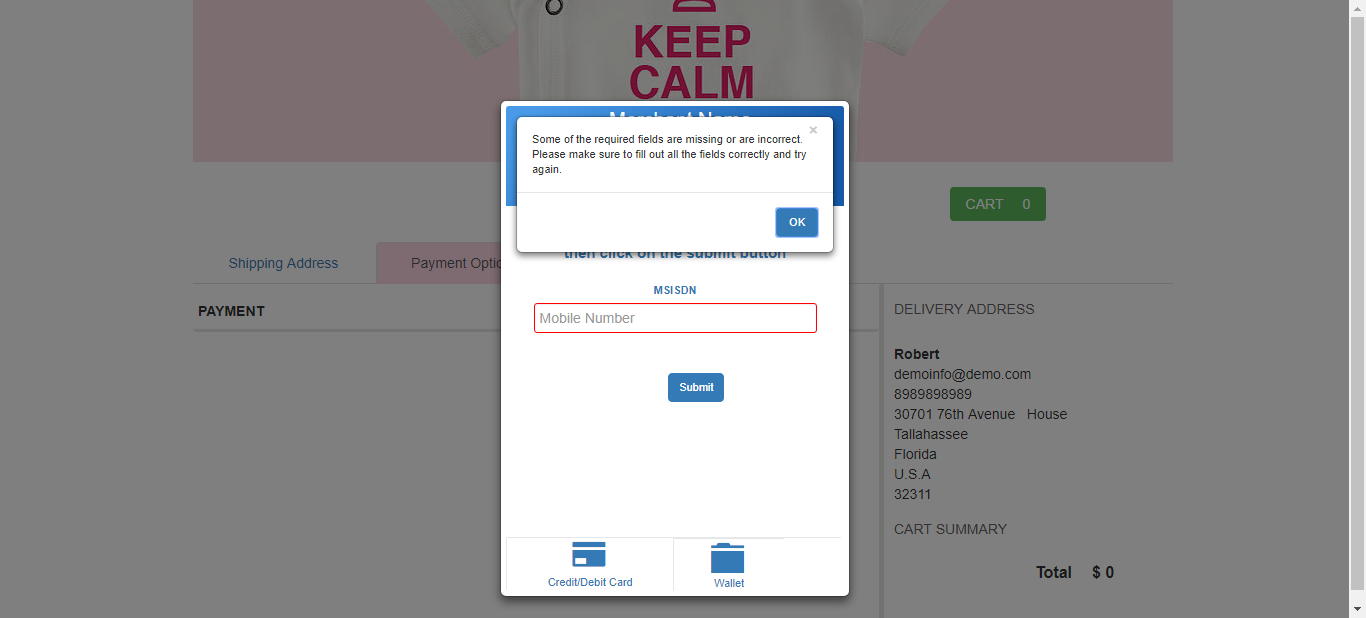 KEEP
CALM
Merchant Name
×
Some of the required fields are missing or are incorrect.
Please make sure to fill out all the fields correctly and try
again.
OK
CART 0
then click on the submit button
Shipping Address
Payment Optio
MSISDN
Mobile Number
Submit
PAYMENT
DELIVERY ADDRESS
Robert
demoinfo@demo.com
8989898989
30701 76th Avenue House
Tallahassee
Florida
U.S.A
32311
CART SUMMARY
Total $ 0
Credit/Debit Card
Wallet